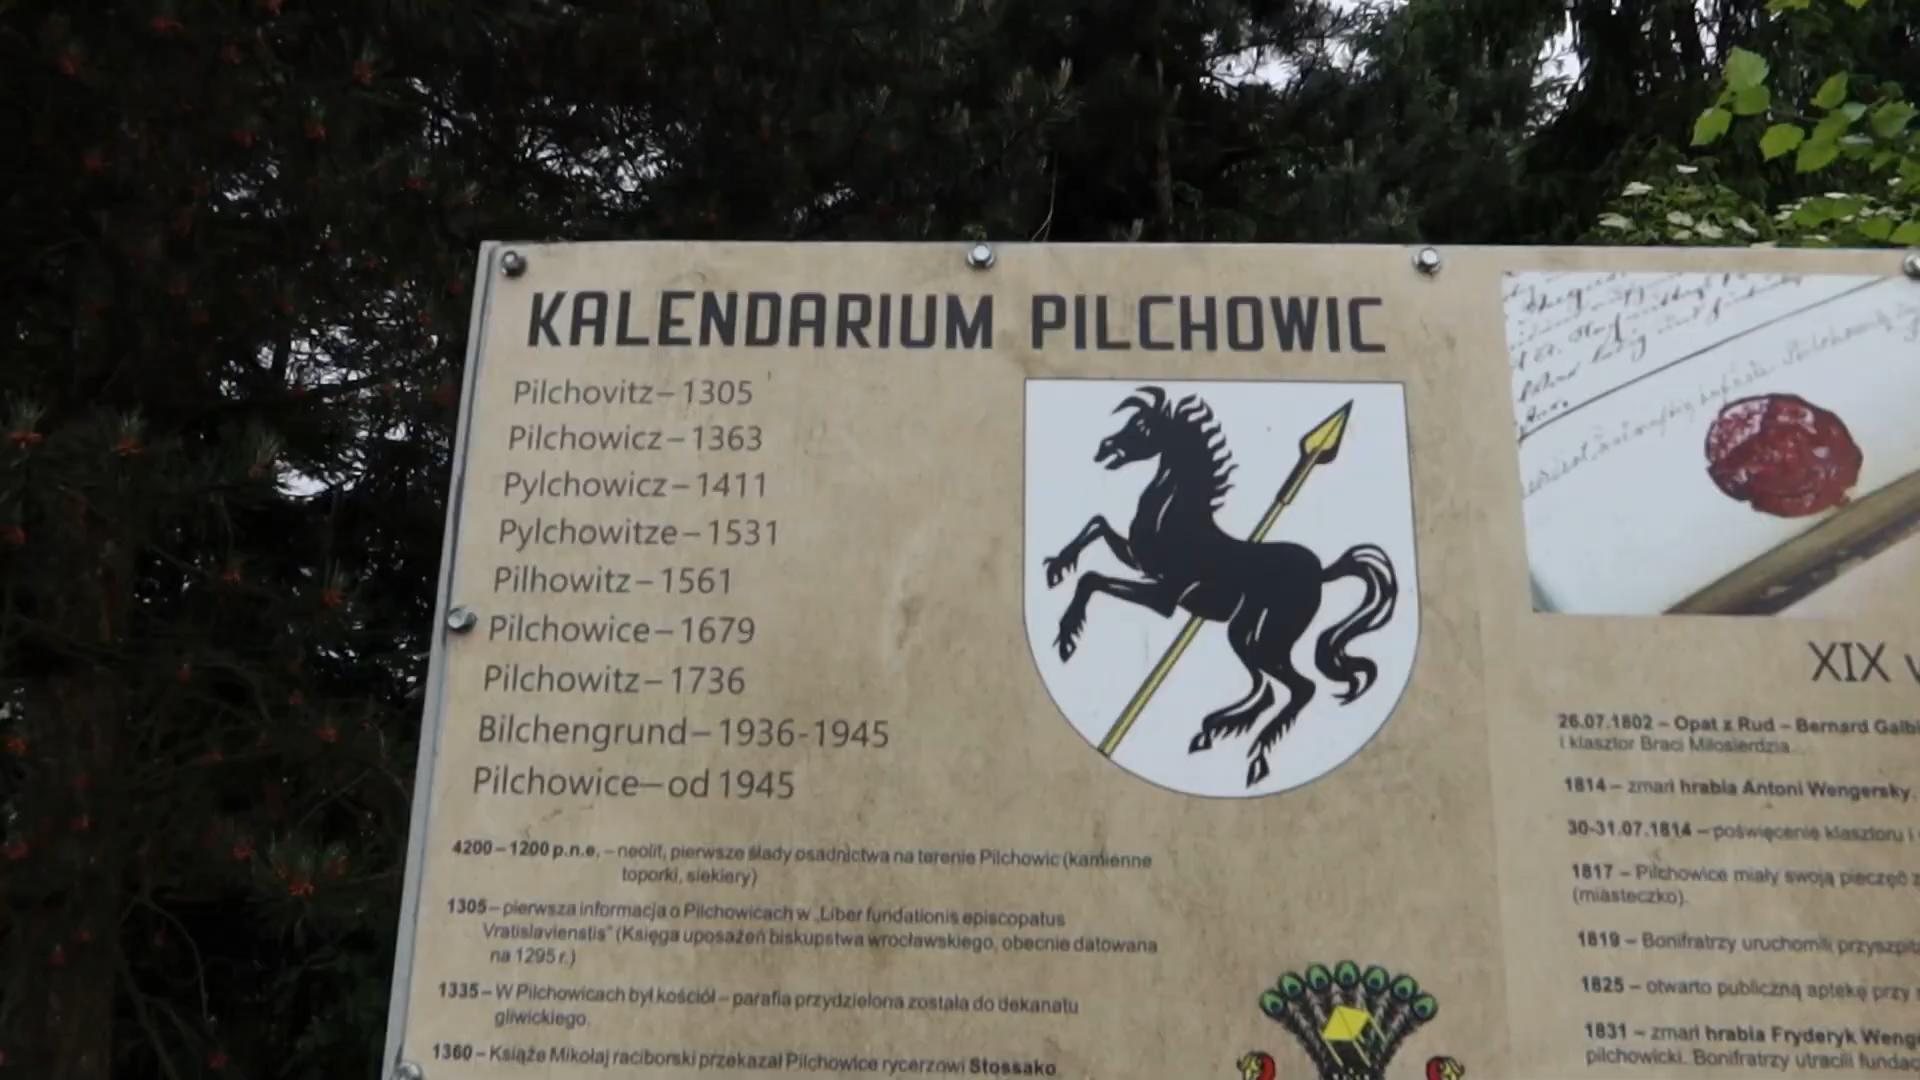 KALENDARIUM PILCHOWIC
Pilchovitz – 1305
Pilchowicz – 1363
Pylchowicz – 1411
Pylchowitze – 1531
Pilhowitz – 1561
Pilchowice – 1679
Pilchowitz – 1736
Bilchengrund – 1936-1945
Pilchowice – od 1945
4200 – 1200 p.n.e. – neolit, pierwsze ślady osadnictwa na terenie Pilchowic (kamienne
toporki, siekiery)
1305 – pierwsza informacja o Pilchowicach w „Liber fundationis episcopatus
Vratislavienstis" (Księga uposażeń biskupstwa wrocławskiego, obecnie datowana
na 1295 r.)
1335 – W Pilchowicach był kościół – parafia przydzielona została do dekanatu
gliwickiego.
1360 – Książe Mikołaj raciborski przekazał Pilchowice rycerzowi Stossako
XIX
26.07.1802 – Opat z Rud – Bernard
i klasztor Braci Miłosierdzia
1814 – zmarł hrabia Antoni Wengersky.
30-31.07.1814 – poświęcenie klasztoru i
1817 – Pilchowice miały swoją pieczęć z
(miasteczko).
1819 – Bonifratrzy uruchomili
1825 – otwarto publiczną aptekę przy
1831 – zmarł hrabia Fryderyk
pilchowicki. Bonifratrzy utracili